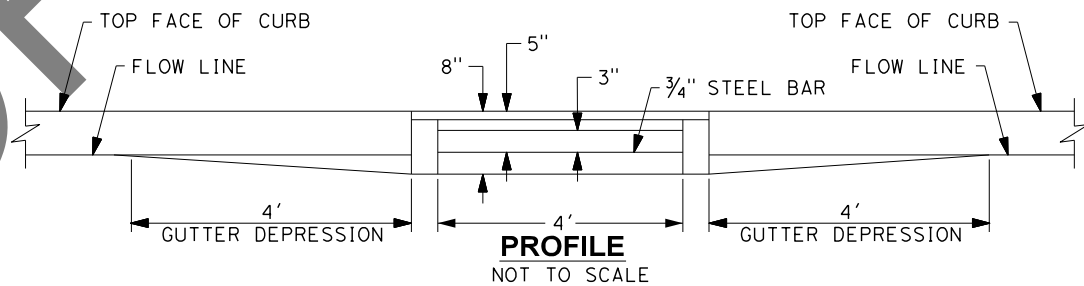 TOP FACE OF CURB
TOP FACE OF CURB
5"
FLOW LINE
8"
3"
¾" STEEL BAR
FLOW LINE
4'
GUTTER DEPRESSION
4'
4'
GUTTER DEPRESSION
PROFILE
NOT TO SCALE